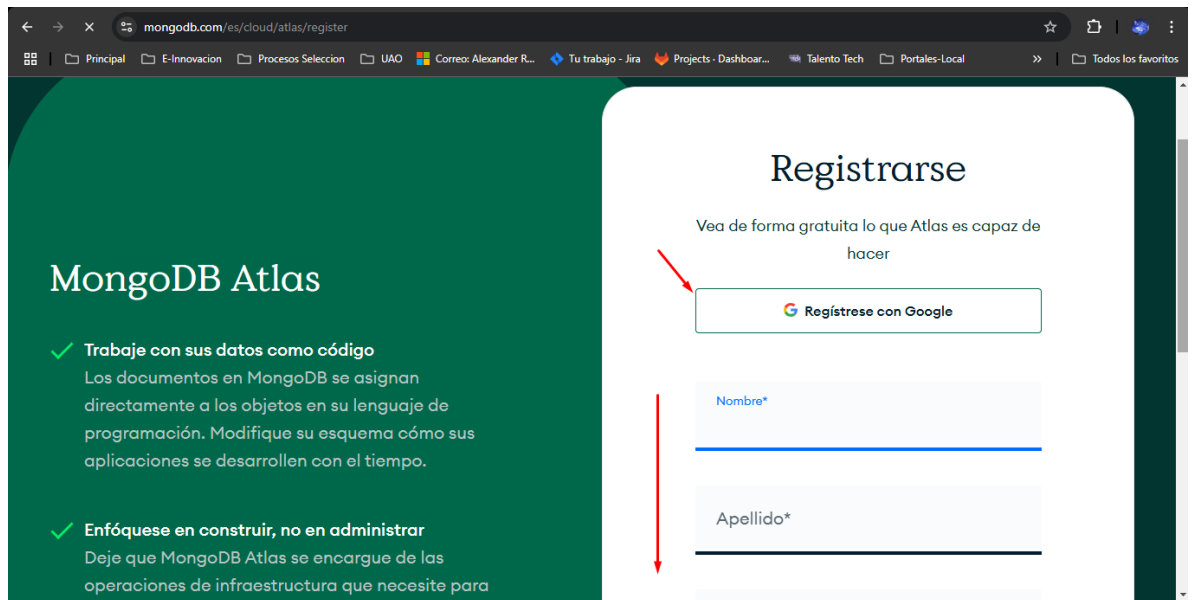 mongodb.com/es/cloud/atlas/register
Principal E-Innovacion Procesos Seleccion UAO Correo: Alexander R... Tu trabajo - Jira Projects · Dashboar... Talento Tech Portales-Local » Todos los favoritos
MongoDB Atlas
Trabaje con sus datos como código
Los documentos en MongoDB se asignan
directamente a los objetos en su lenguaje de
programación. Modifique su esquema cómo sus
aplicaciones se desarrollen con el tiempo.
Enfóquese en construir, no en administrar
Deje que MongoDB Atlas se encargue de las
operaciones de infraestructura que necesite para
Registrarse
Vea de forma gratuita lo que Atlas es capaz de
hacer
Regístrese con Google
Nombre*
Apellido*